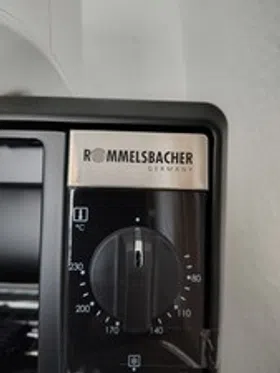 ROMMELSBACHER
GERMANY
°C
230 80
200 110
170 140